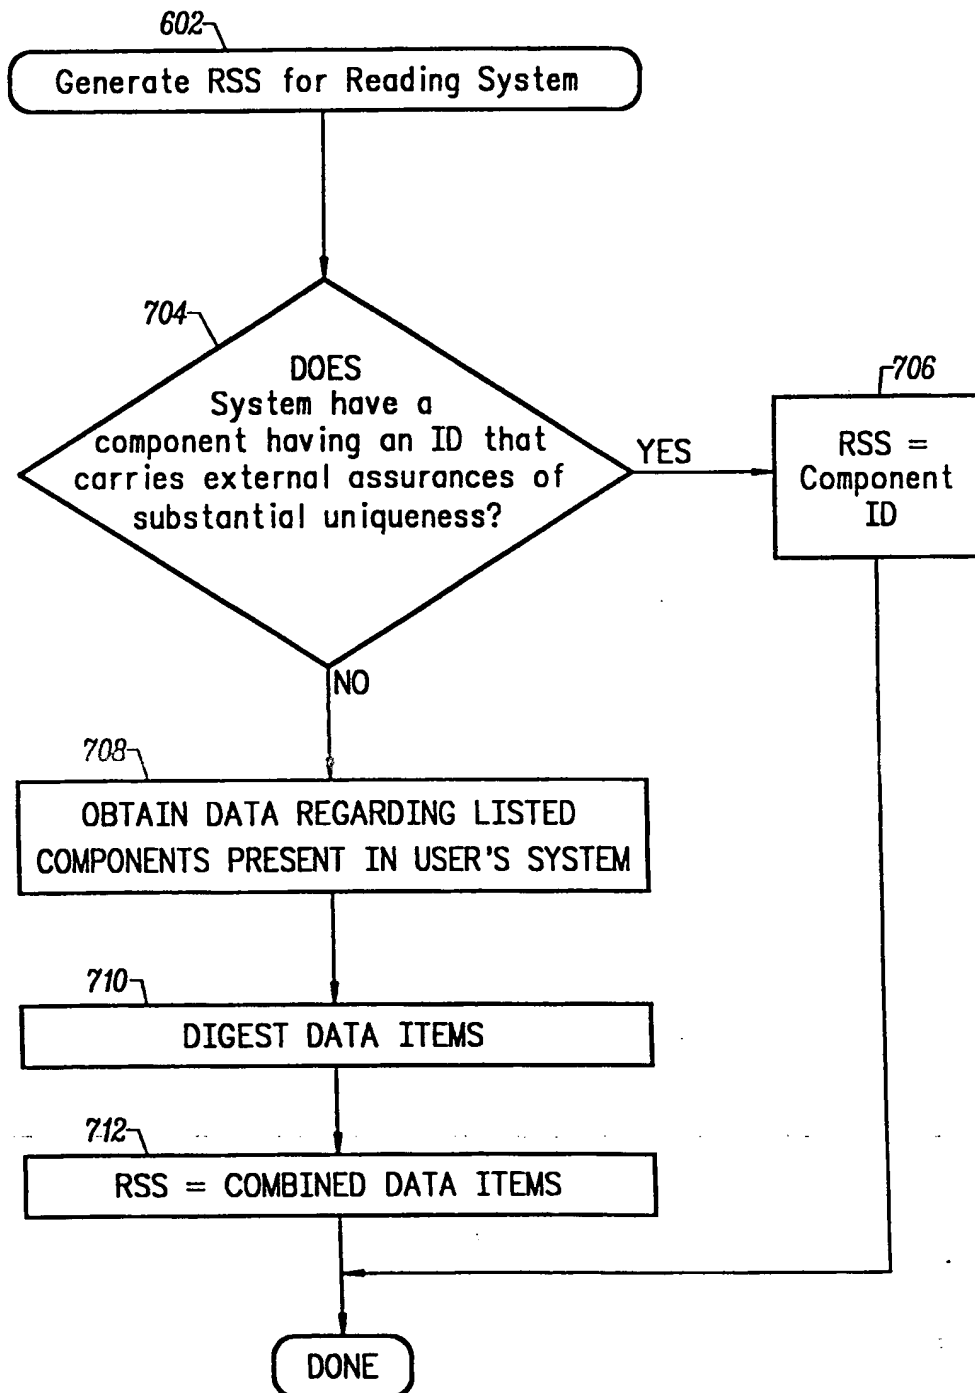 602
Generate RSS for Reading System
704
DOES
System have a
component having an ID that
carries external assurances of
substantial uniqueness?
YES
706
RSS =
Component
ID
NO
708
OBTAIN DATA REGARDING LISTED
COMPONENTS PRESENT IN USER'S SYSTEM
710
DIGEST DATA ITEMS
712
RSS = COMBINED DATA ITEMS
DONE